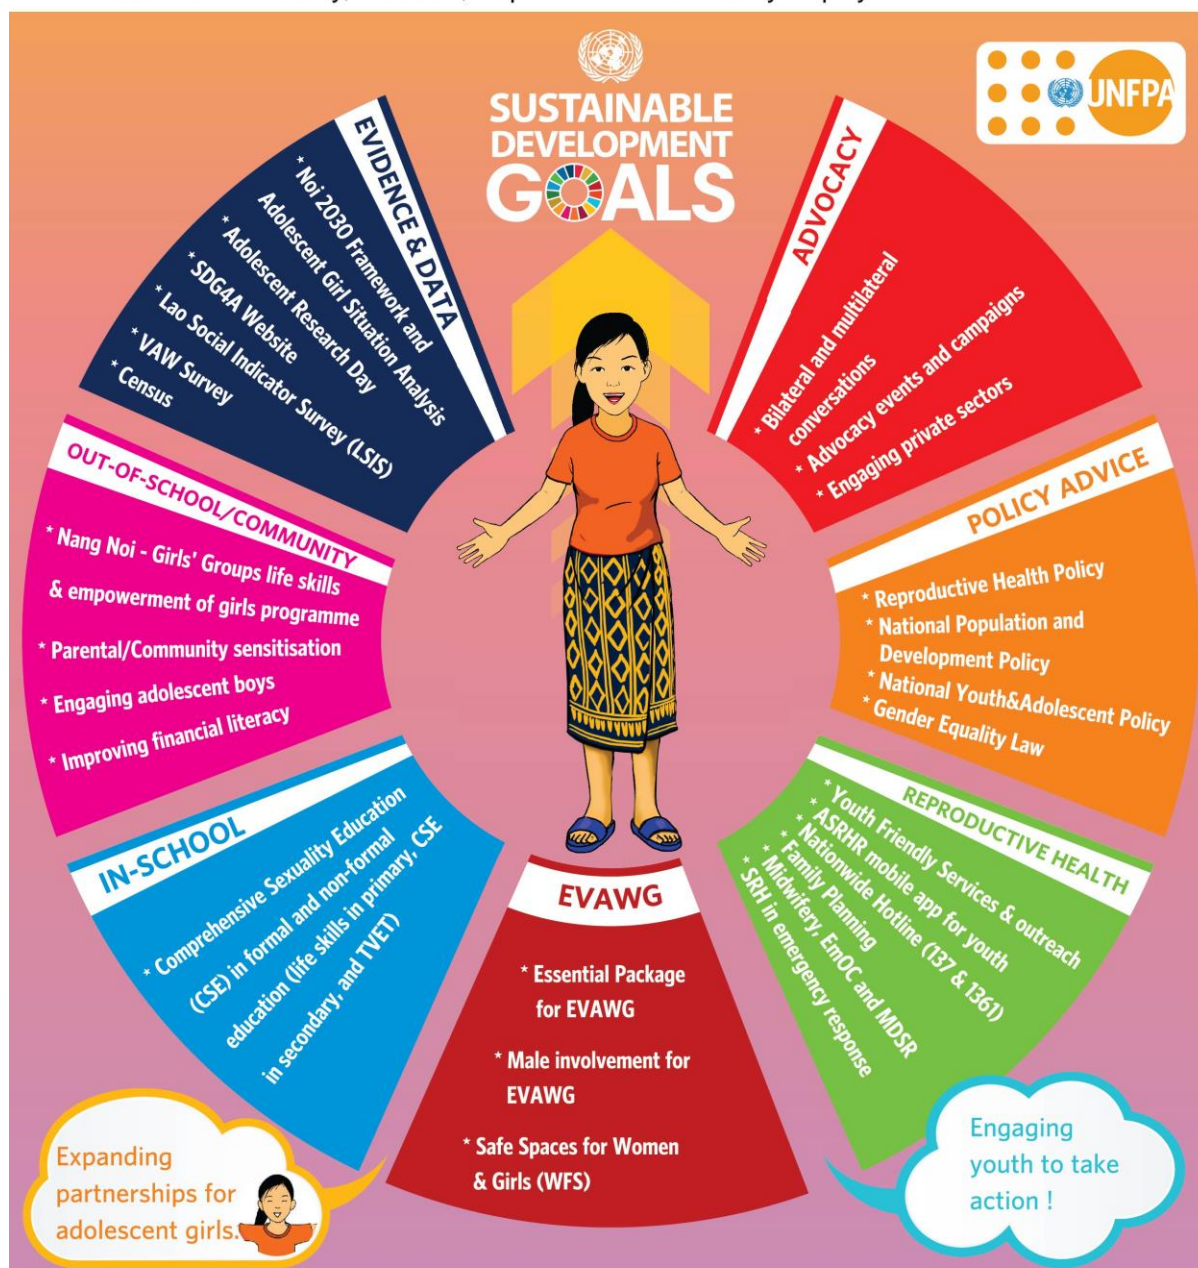 SUSTAINABLE
DEVELOPMENT
GOALS
UNFPA
EVIDENCE & DATA
* Noi 2030 Framework and
Adolescent Girl Situation Analysis
* Adolescent Research Day
* SDG4A Website
* Lao Social Indicator Survey (LSIS)
* VAW Survey
* Census
ADVOCACY
* Bilateral and multilateral
conversations
* Advocacy events and campaigns
* Engaging private sectors
OUT-OF-SCHOOL/COMMUNITY
* Nang Noi - Girls' Groups life skills
& empowerment of girls programme
* Parental/Community sensitisation
* Engaging adolescent boys
* Improving financial literacy
POLICY ADVICE
* Reproductive Health Policy
* National Population and
Development Policy
* National Youth&Adolescent Policy
* Gender Equality Law
IN-SCHOOL
* Comprehensive Sexuality Education
(CSE) in formal and non-formal
education (life skills in primary, CSE
in secondary, and TVET)
EVAWG
* Essential Package
for EVAWG
* Male involvement for
EVAWG
* Safe Spaces for Women
& Girls (WFS)
REPRODUCTIVE HEALTH
* Youth Friendly Services & outreach
* ASRHR mobile app for youth
* Nationwide Hotline (137 & 1361)
* Family Planning
* Midwifery, EmOC and MDSR
* SRH in emergency response
Expanding
partnerships for
adolescent girls.
Engaging
youth to take
action !